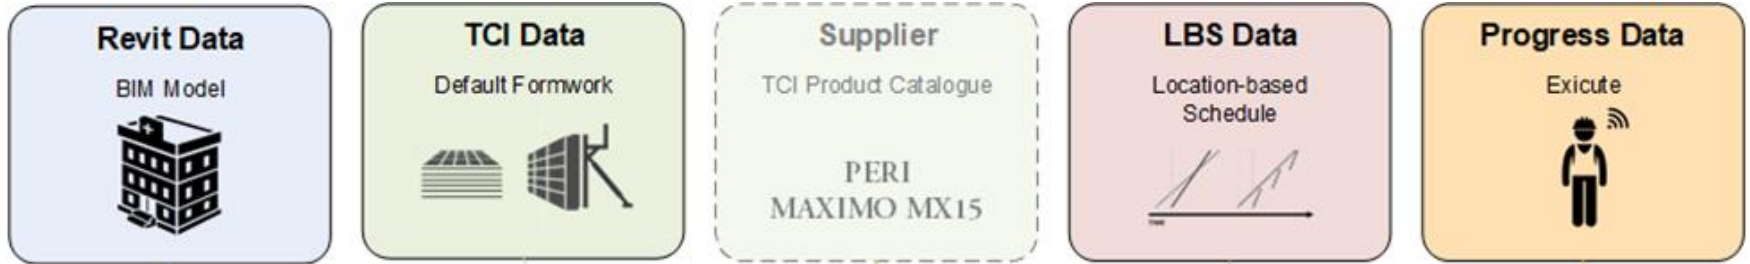 Revit Data
BIM Model
TCI Data
Default Formwork
Supplier
TCI Product Catalogue
PERI
MAXIMO MX15
LBS Data
Location-based
Schedule
Progress Data
Exicute